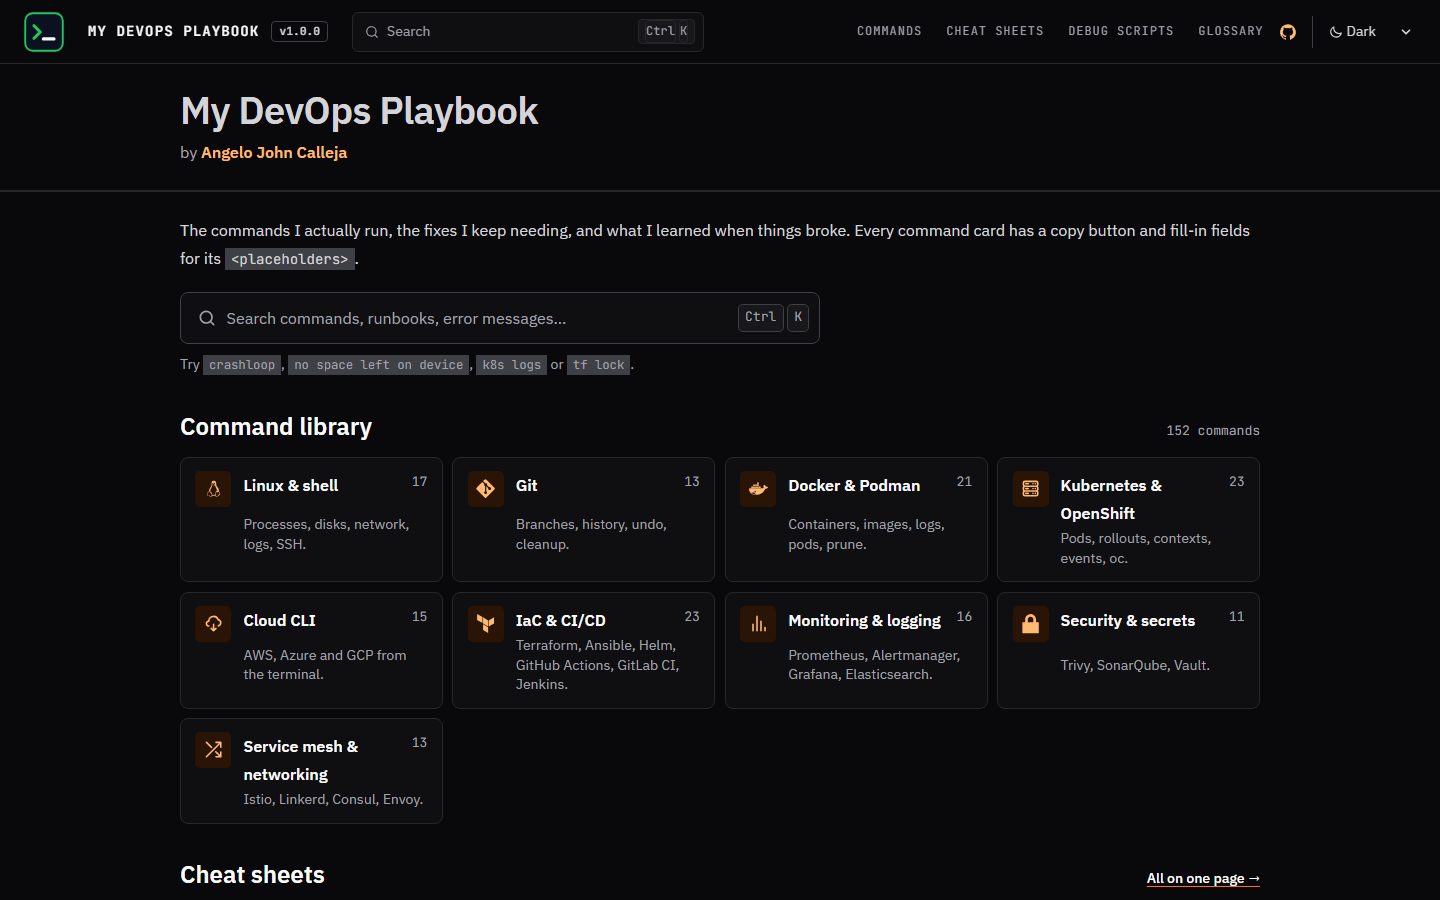 MY DEVOPS PLAYBOOK v1.0.0 Search Ctrl K COMMANDS CHEAT SHEETS DEBUG SCRIPTS GLOSSARY Dark
My DevOps Playbook
by Angelo John Calleja
The commands I actually run, the fixes I keep needing, and what I learned when things broke. Every command card has a copy button and fill-in fields
for its <placeholders>.
Search commands, runbooks, error messages... Ctrl K
Try crashloop, no space left on device, k8s logs or tf lock.
Command library
152 commands
Linux & shell 17
Processes, disks, network,
logs, SSH.
Git 13
Branches, history, undo,
cleanup.
Docker & Podman 21
Containers, images, logs,
pods, prune.
Kubernetes & 23
OpenShift
Pods, rollouts, contexts,
events, oc.
Cloud CLI 15
AWS, Azure and GCP from
the terminal.
IaC & CI/CD 23
Terraform, Ansible, Helm,
GitHub Actions, GitLab CI,
Jenkins.
Monitoring & logging 16
Prometheus, Alertmanager,
Grafana, Elasticsearch.
Security & secrets 11
Trivy, SonarQube, Vault.
Service mesh & 13
networking
Istio, Linkerd, Consul, Envoy.
Cheat sheets
All on one page →